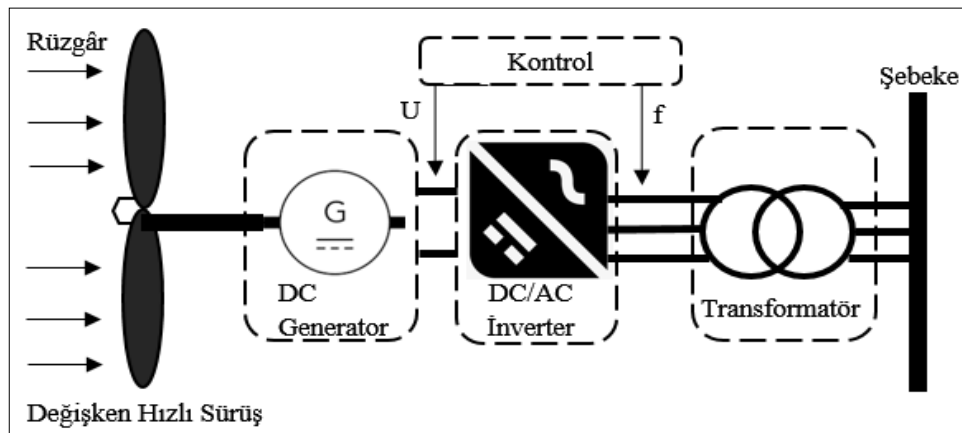 Rüzgâr
Kontrol
Şebeke
U
f
G
DC
Generator
DC/AC
İnverter
Transformatör
Değişken Hızlı Sürüş